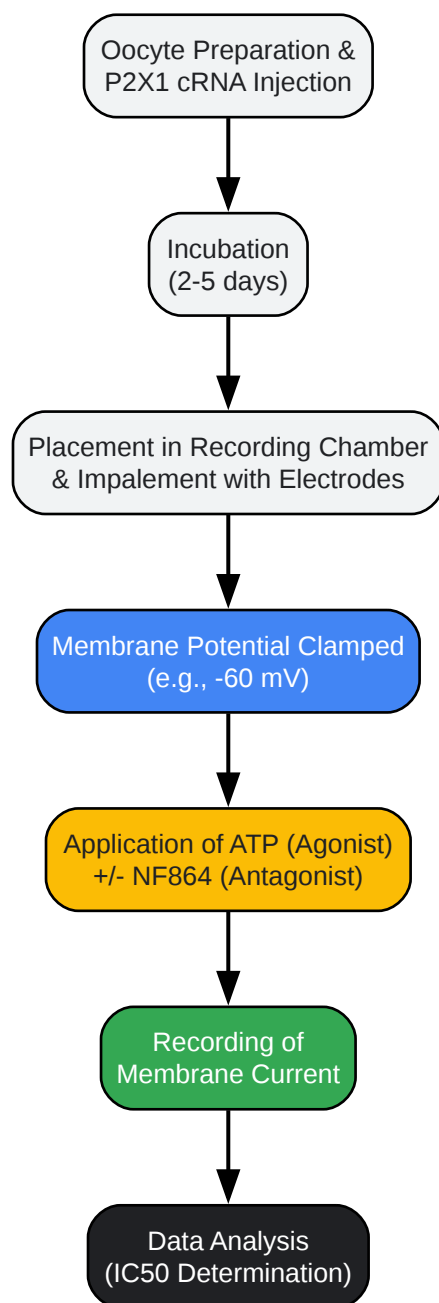 Oocyte Preparation &
P2X1 cRNA Injection
Incubation
(2-5 days)
Placement in Recording Chamber
& Impalement with Electrodes
Membrane Potential Clamped
(e.g., -60 mV)
Application of ATP (Agonist)
+/- NF864 (Antagonist)
Recording of
Membrane Current
Data Analysis
(IC50 Determination)